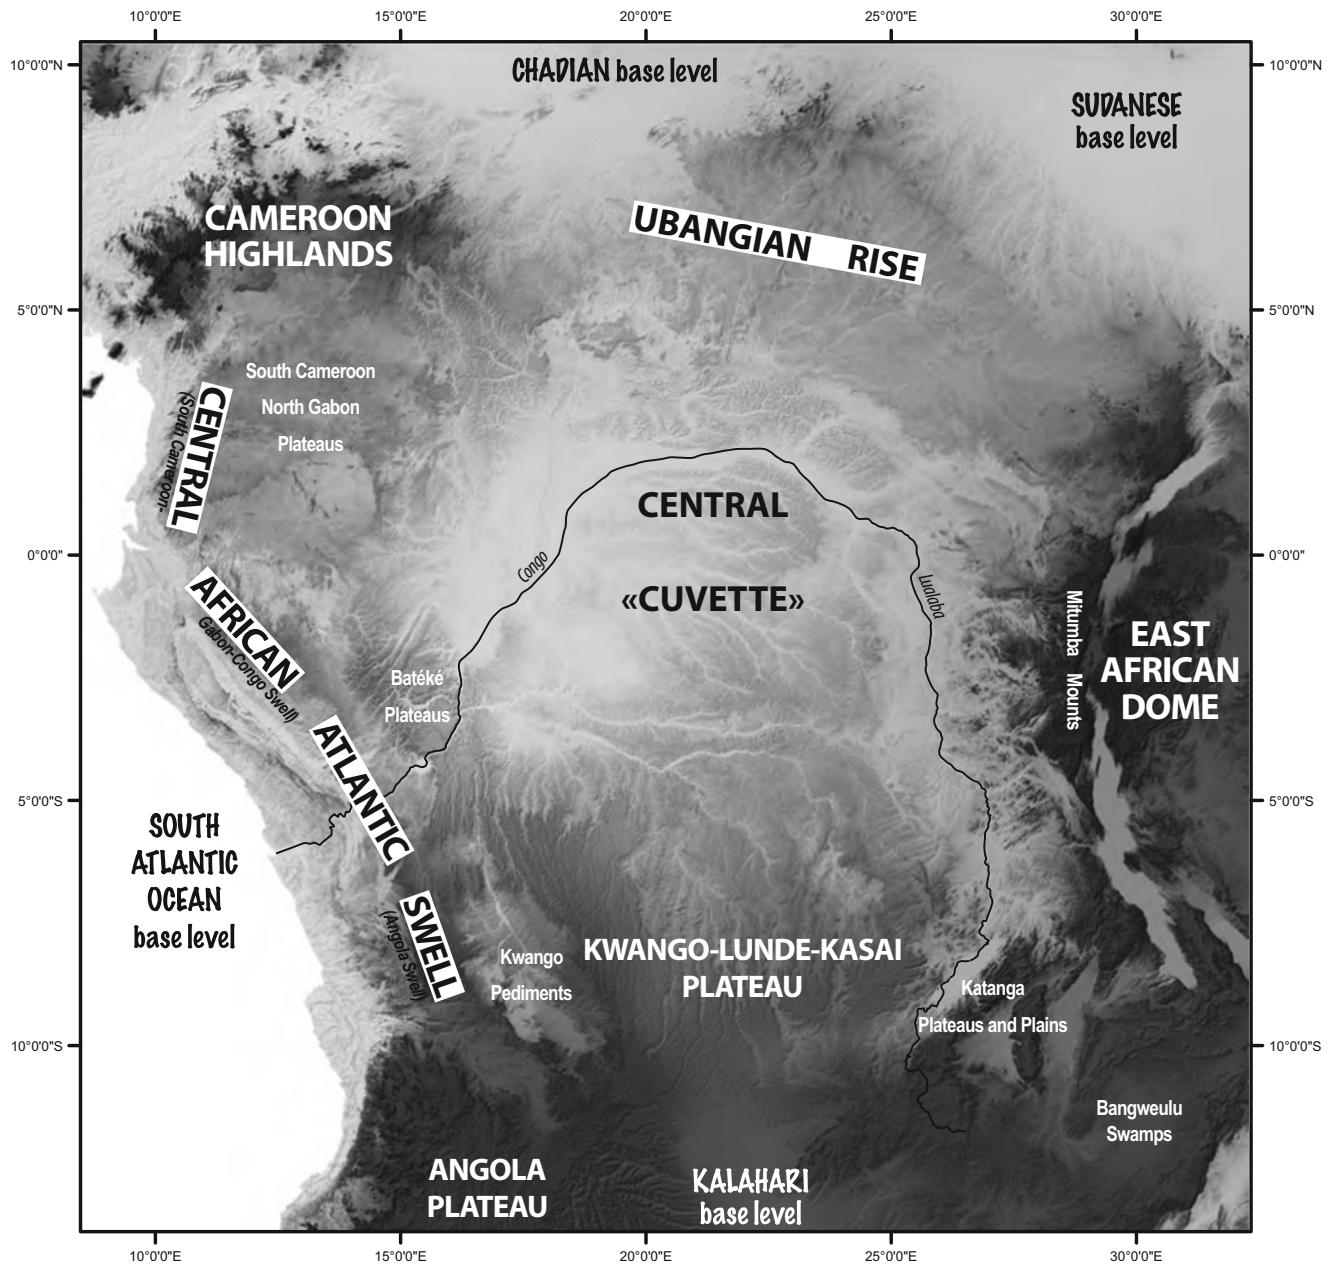 10°0'0"E 15°0'0"E 20°0'0"E 25°0'0"E 30°0'0"E
10°0'0"N 10°0'0"N
CHADIAN base level
SUDANESE
base level
CAMEROON
HIGHLANDS
UBANGIAN RISE
5°0'0"N 5°0'0"N
South Cameroon
North Gabon
Plateaus
CENTRAL
(South Cameroon-
CENTRAL
«CUVETTE»
Congo
Lualaba
0°0'0" 0°0'0"
AFRICAN
Gabon-Congo Swell)
Mitumba Mounts
EAST
AFRICAN
DOME
Batéké
Plateaus
ATLANTIC
5°0'0"S 5°0'0"S
SOUTH
ATLANTIC
OCEAN
base level
SWELL
(Angola Swell)
Kwango
Pediments
KWANGO-LUNDE-KASAI
PLATEAU
Katanga
Plateaus and Plains
10°0'0"S 10°0'0"S
Bangweulu
Swamps
ANGOLA
PLATEAU
KALAHARI
base level
10°0'0"E 15°0'0"E 20°0'0"E 25°0'0"E 30°0'0"E